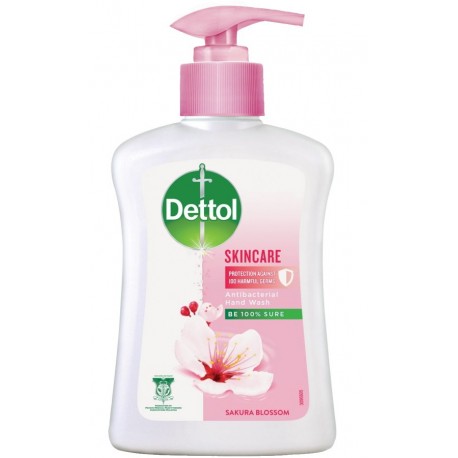 Dettol
SKINCARE
PROTECTION AGAINST
100 HARMFUL GERMS
Antibacterial
Hand Wash
BE 100% SURE
SAKURA BLOSSOM